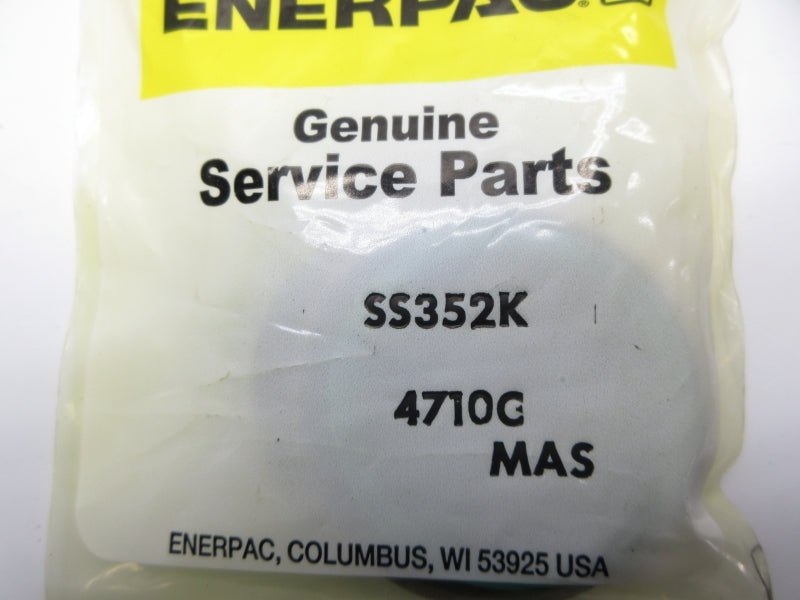 ENERPAC®
Genuine
Service Parts
SS352K
4710G
MAS
ENERPAC, COLUMBUS, WI 53925 USA